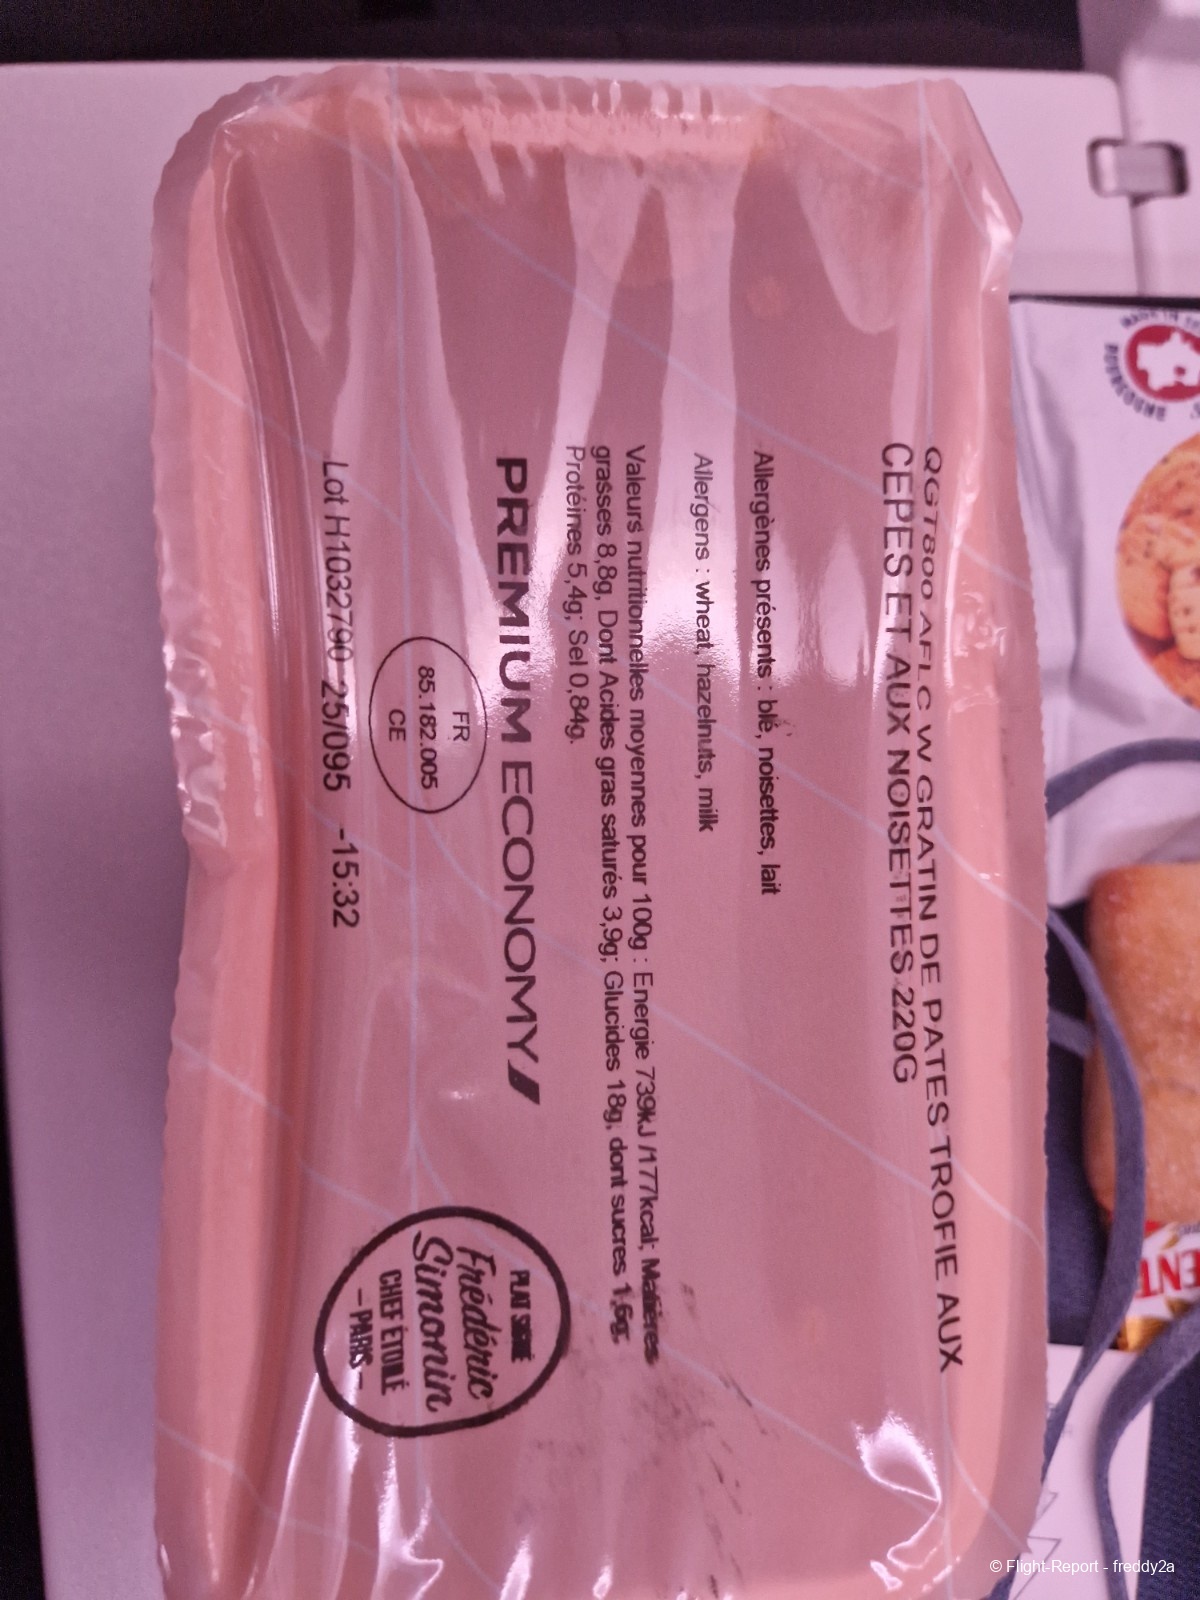 QG7800 AFL C W GRATIN DE PATES TROFIE AUX
CEPES ET AUX NOISETTES 220G
Allergènes présents : blé, noisettes, lait
Allergens : wheat, hazelnuts, milk
Valeurs nutritionnelles moyennes pour 100g : Energie 739kJ /177kcal; Matières
grasses 8,8g, Dont Acides gras saturés 3,9g; Glucides 18g, dont sucres 1,6g,
Protéines 5,4g; Sel 0,84g.
PREMIUM ECONOMY
FR
85.182.005
CE
Lot H1032790 25/095 -15:32
PLAT SIGNÉ
Frédéric
Simonin
CHEF ÉTOILÉ
- PARIS -
© Flight-Report - freddy2a